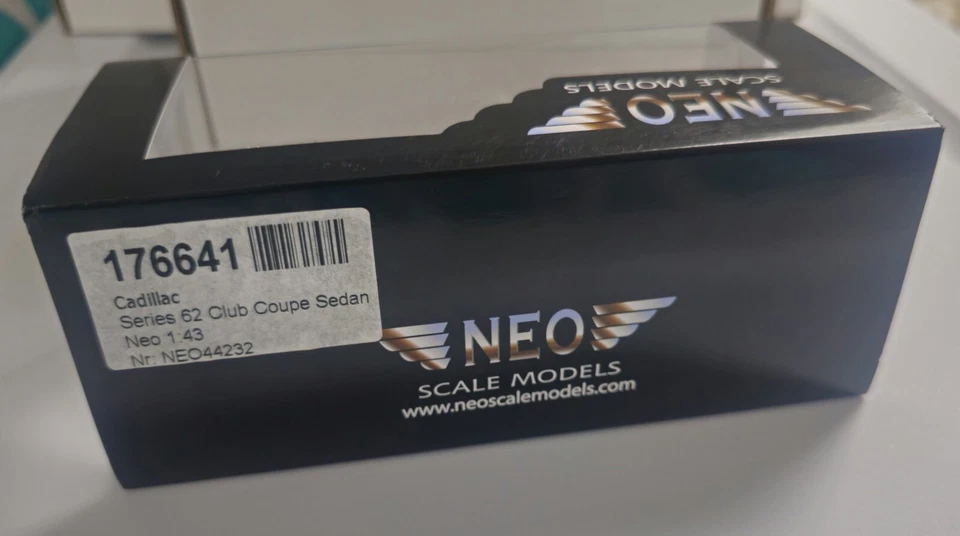 NEO
SCALE MODELS
176641
Cadillac
Series 62 Club Coupe Sedan
Neo 1:43
Nr: NEO44232
NEO
SCALE MODELS
www.neoscalemodels.com